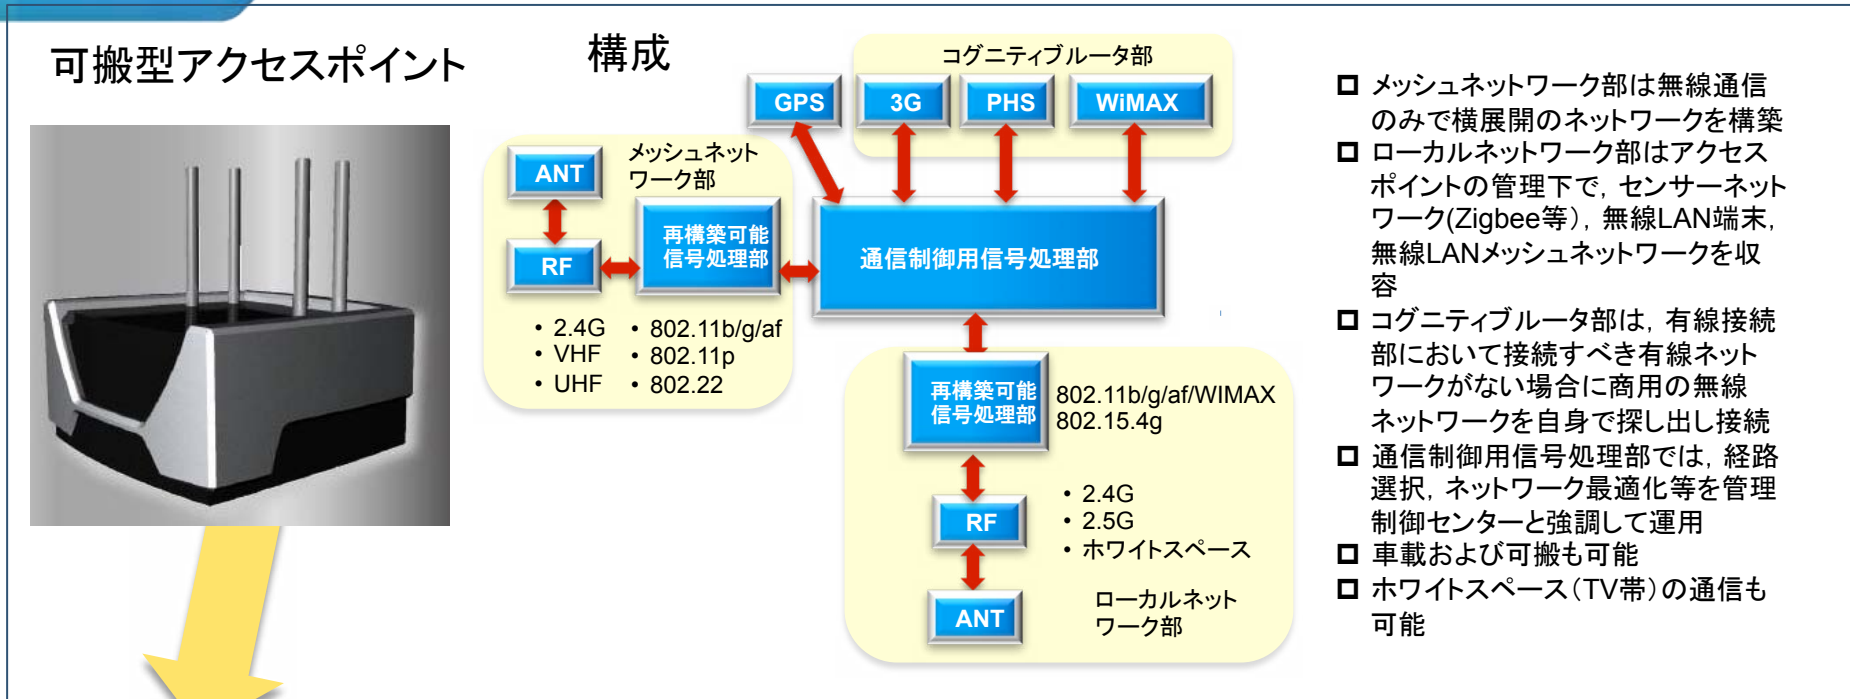 可搬型アクセスポイント
構成
コグニティブルータ部
GPS
3G
PHS
WiMAX
メッシュネット
ワーク部
ANT
RF
再構築可能
信号処理部
通信制御用信号処理部
• 2.4G
• VHF
• UHF
• 802.11b/g/af
• 802.11p
• 802.22
再構築可能
信号処理部
802.11b/g/af/WIMAX
802.15.4g
RF
• 2.4G
• 2.5G
• ホワイトスペース
ANT
ローカルネット
ワーク部
メッシュネットワーク部は無線通信
のみで横展開のネットワークを構築
ローカルネットワーク部はアクセス
ポイントの管理下で，センサーネット
ワーク(Zigbee等)，無線LAN端末，
無線LANメッシュネットワークを収
容
コグニティブルータ部は，有線接続
部において接続すべき有線ネット
ワークがない場合に商用の無線
ネットワークを自身で探し出し接続
通信制御用信号処理部では，経路
選択，ネットワーク最適化等を管理
制御センターと強調して運用
車載および可搬も可能
ホワイトスペース（TV帯）の通信も
可能